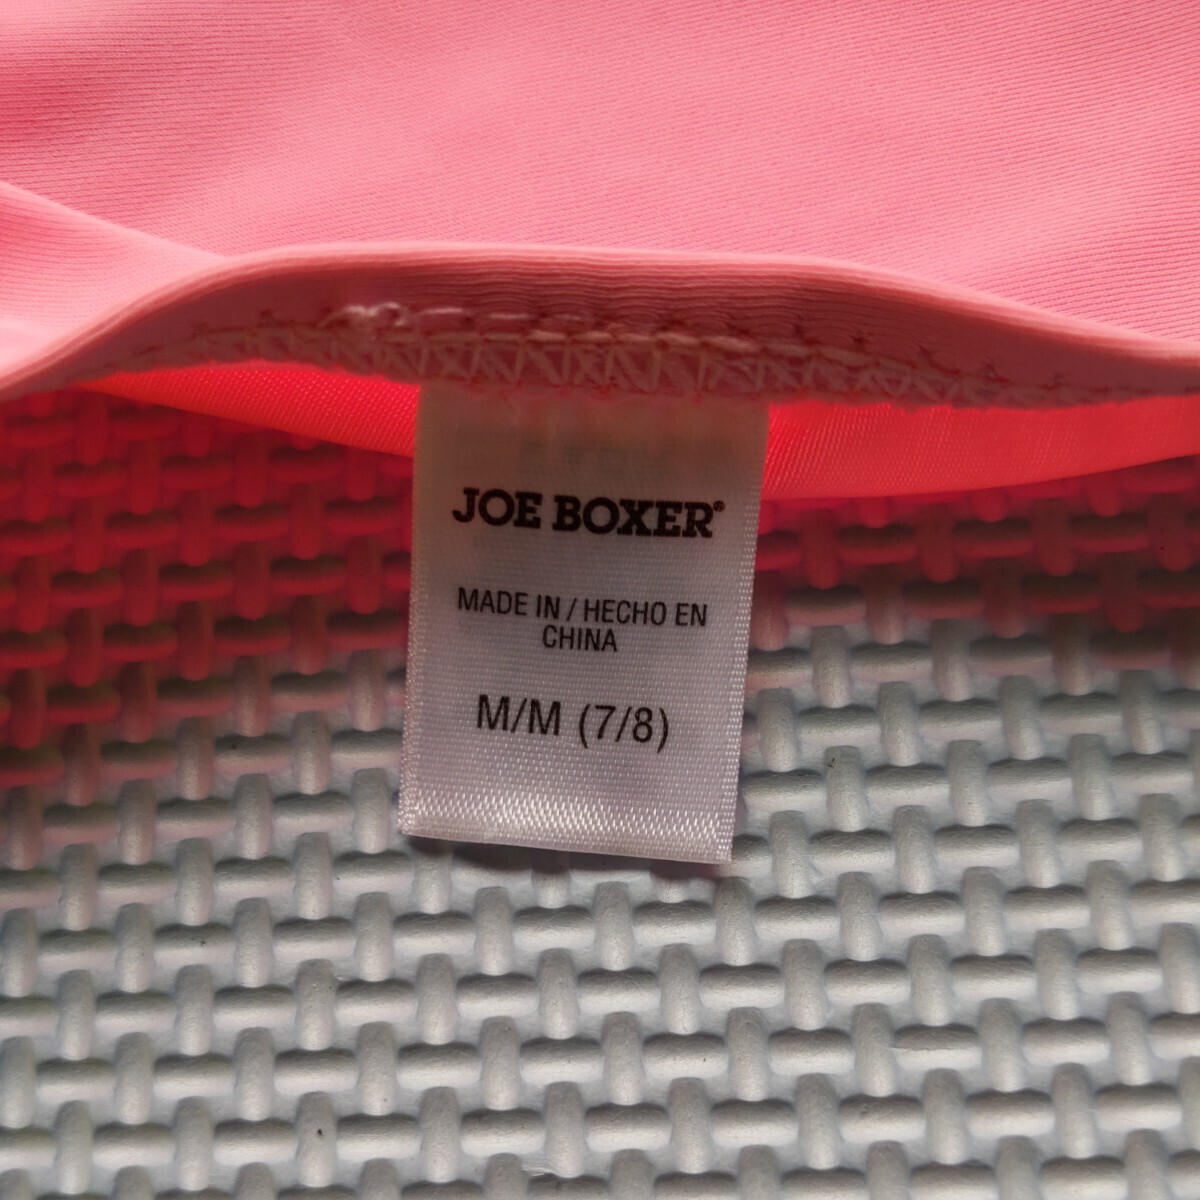 JOE BOXER®
MADE IN / HECHO EN
CHINA
M/M (7/8)